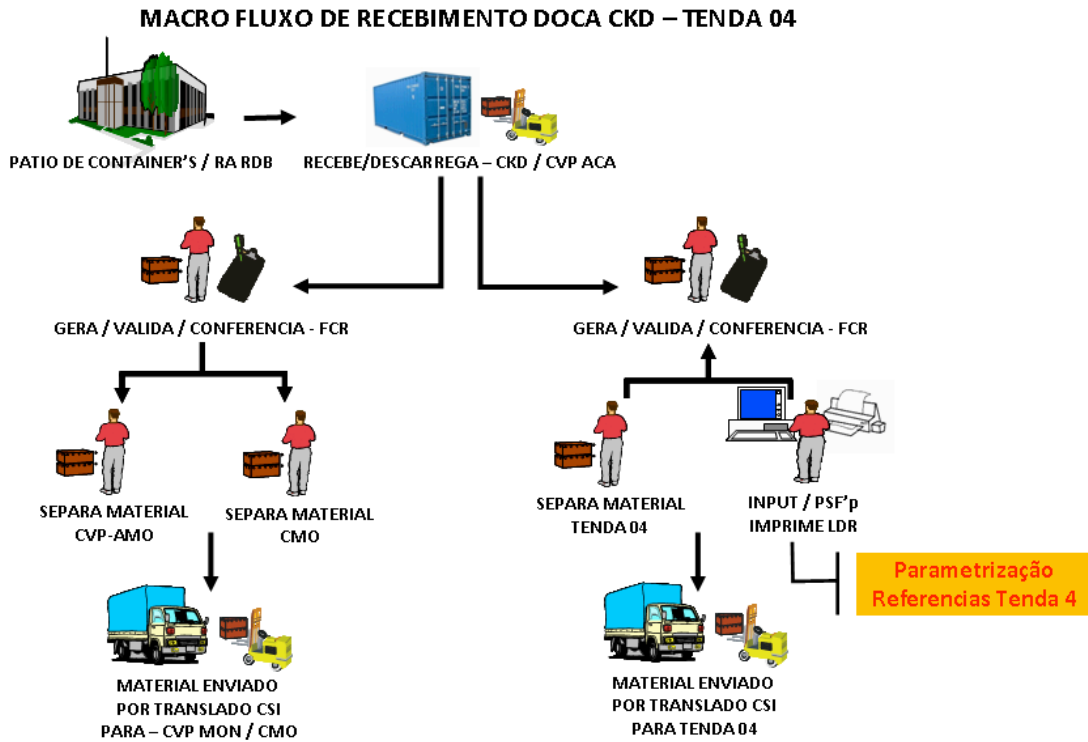 MACRO FLUXO DE RECEBIMENTO DOCA CKD – TENDA 04
PATIO DE CONTAINER'S / RA RDB
RECEBE/DESCARREGA – CKD / CVP ACA
GERA / VALIDA / CONFERENCIA - FCR
GERA / VALIDA / CONFERENCIA - FCR
SEPARA MATERIAL
CVP-AMO
SEPARA MATERIAL
CMO
SEPARA MATERIAL
TENDA 04
INPUT / PSF'p
IMPRIME LDR
Parametrização
Referencias Tenda 4
MATERIAL ENVIADO
POR TRANSLADO CSI
PARA – CVP MON / CMO
MATERIAL ENVIADO
POR TRANSLADO CSI
PARA TENDA 04